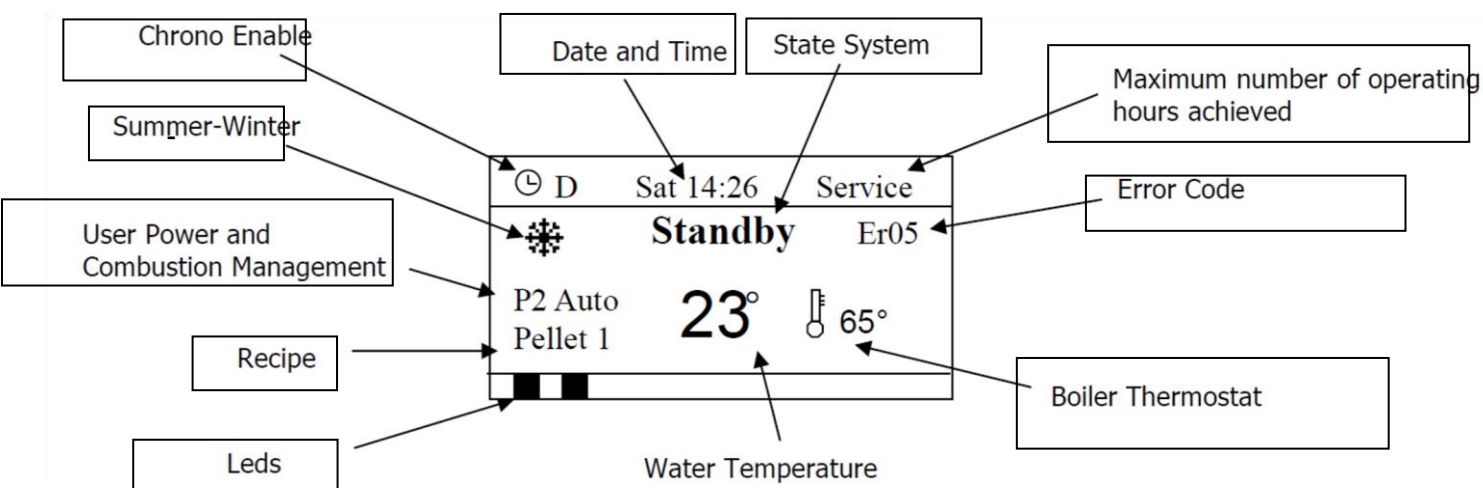 Chrono Enable
Date and Time
State System
Maximum number of operating
hours achieved
Summer-Winter
D Sat 14:26 Service
Error Code
Standby Er05
User Power and
Combustion Management
P2 Auto 23° 65°
Pellet 1
Recipe
Boiler Thermostat
Leds
Water Temperature